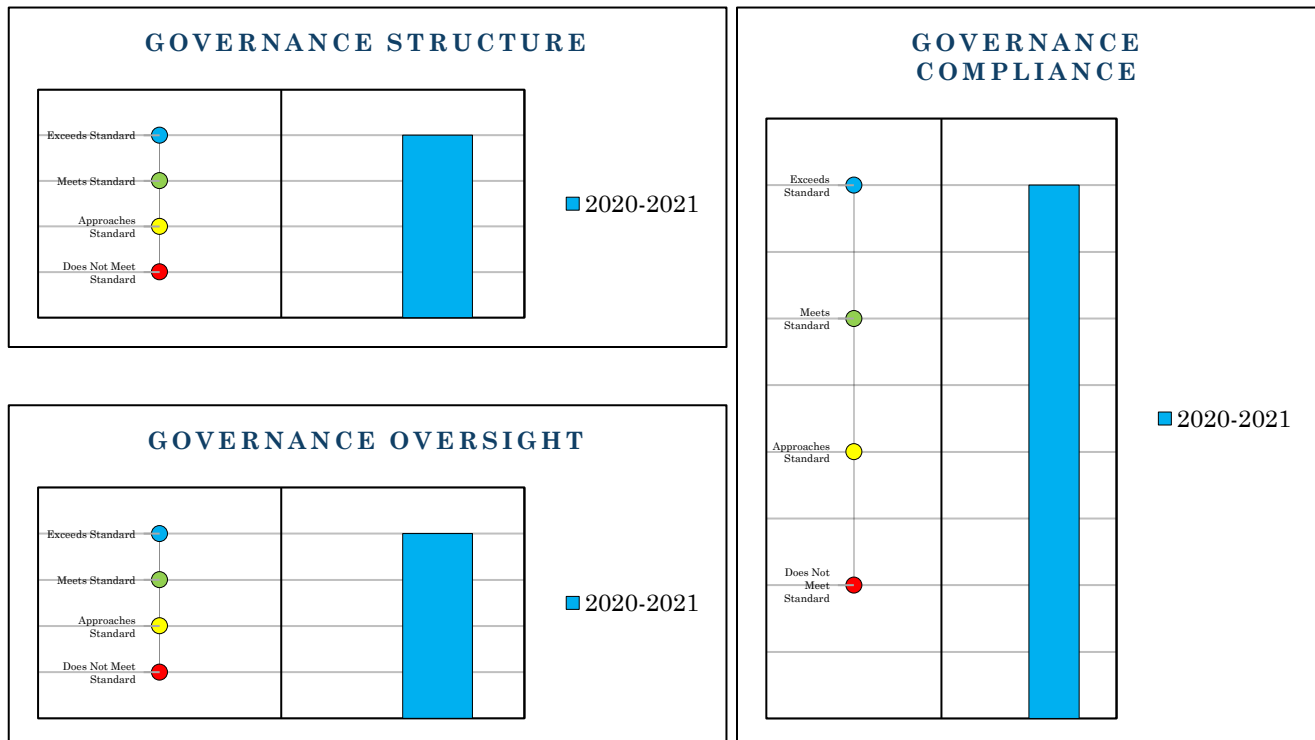 GOVERNANCE STRUCTURE
Exceeds Standard
Meets Standard
Approaches
Standard
Does Not Meet
Standard
2020-2021
GOVERNANCE OVERSIGHT
Exceeds Standard
Meets Standard
Approaches
Standard
Does Not Meet
Standard
2020-2021
GOVERNANCE
COMPLIANCE
Exceeds
Standard
Meets
Standard
Approaches
Standard
Does Not
Meet
Standard
2020-2021